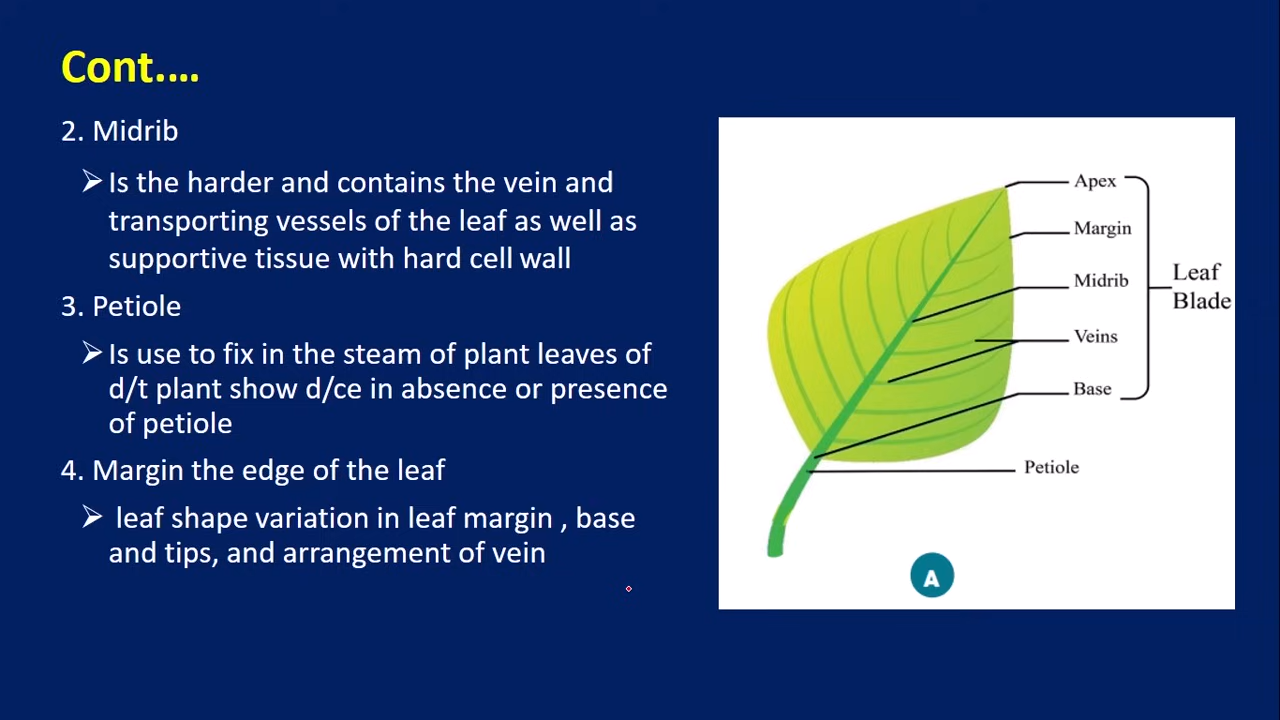 Cont....
2. Midrib
➢ Is the harder and contains the vein and
transporting vessels of the leaf as well as
supportive tissue with hard cell wall
3. Petiole
➢ Is use to fix in the steam of plant leaves of
d/t plant show d/ce in absence or presence
of petiole
4. Margin the edge of the leaf
➢ leaf shape variation in leaf margin , base
and tips, and arrangement of vein
Apex
Margin
Midrib
Veins
Base
Petiole
Leaf
Blade
A